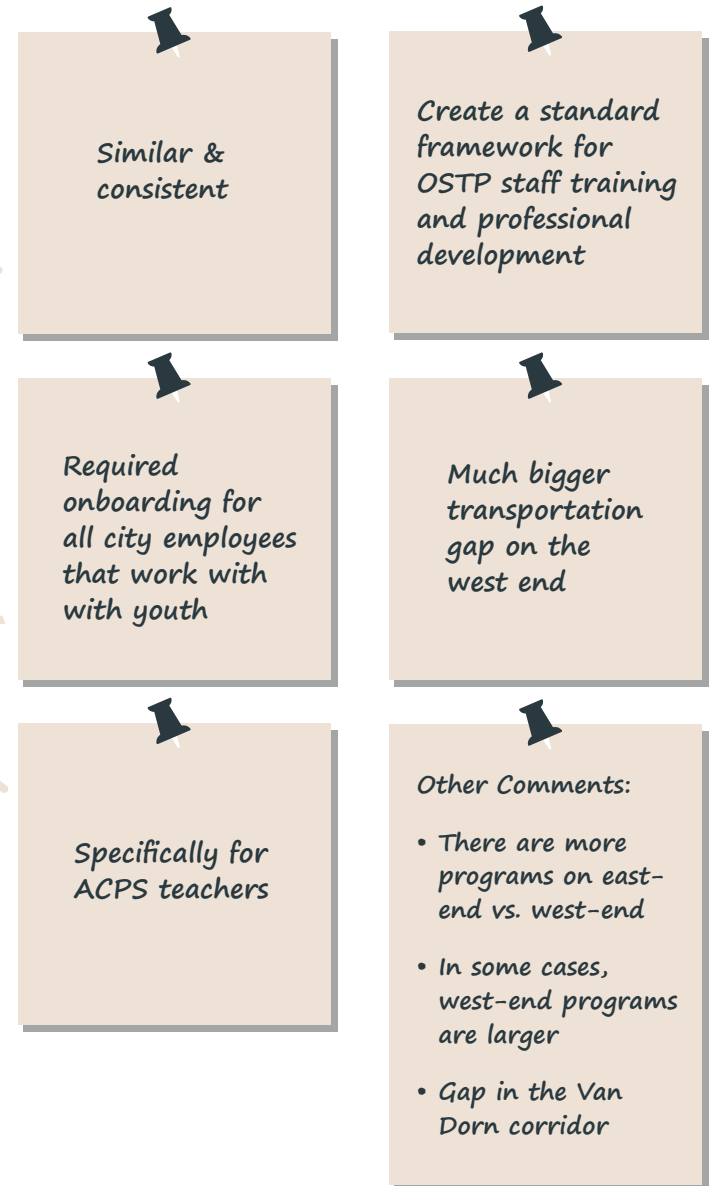 Similar &
consistent
Create a standard
framework for
OSTP staff training
and professional
development
Required
onboarding for
all city employees
that work with
with youth
Much bigger
transportation
gap on the
west end
Specifically for
ACPS teachers
Other Comments:
• There are more
programs on east-
end vs. west-end
• In some cases,
west-end programs
are larger
• Gap in the Van
Dorn corridor